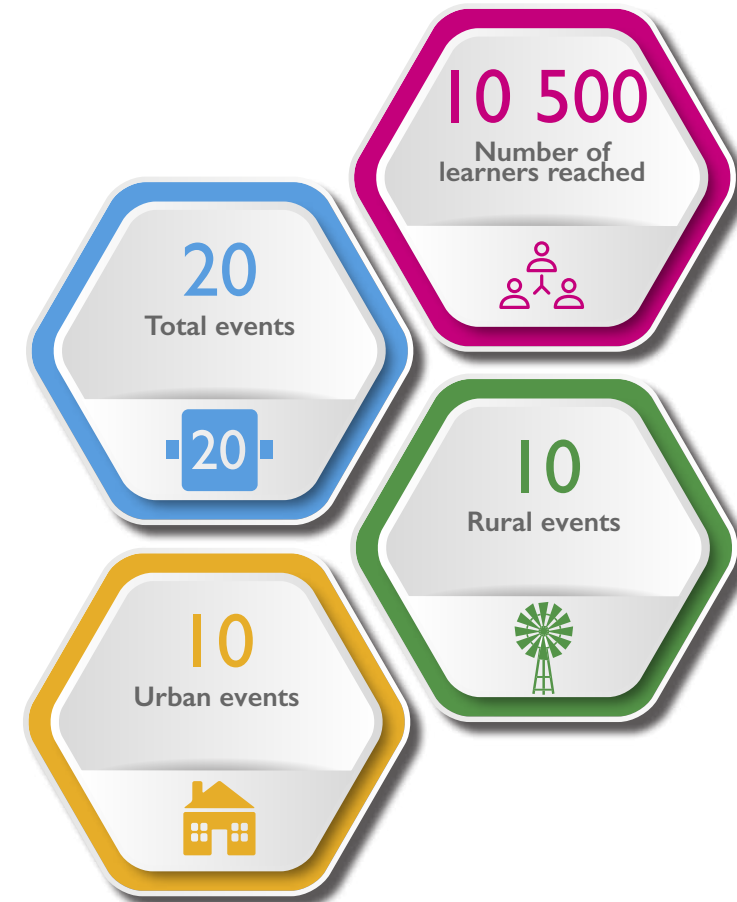 10 500
Number of
learners reached
20
Total events
20
10
Rural events
10
Urban events